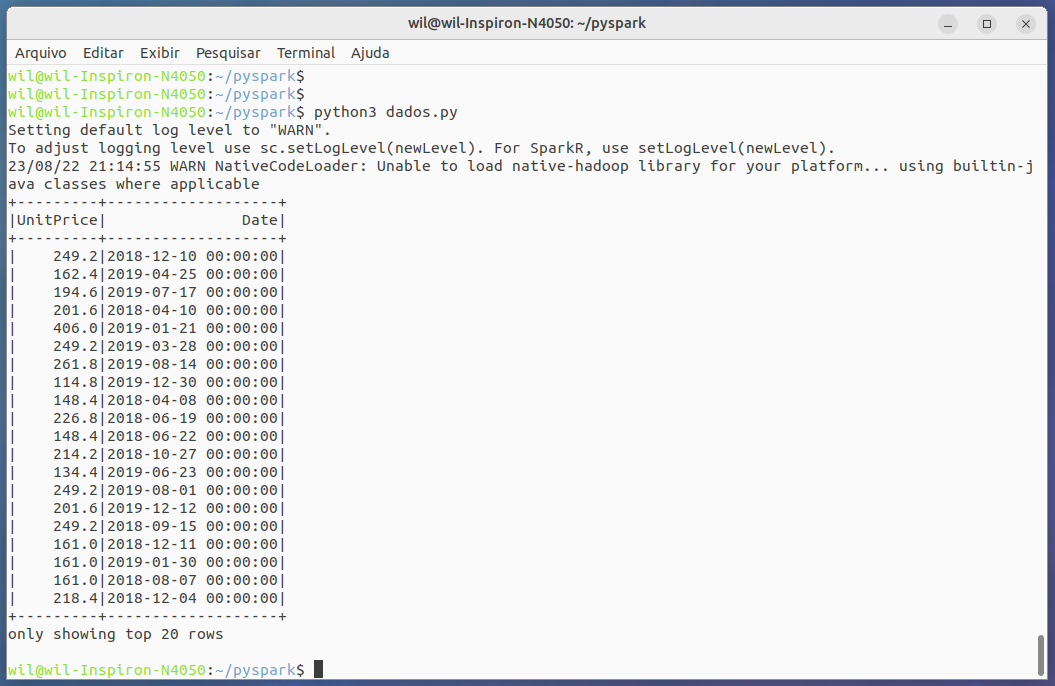 wil@wil-Inspiron-N4050: ~/pyspark
Arquivo Editar Exibir Pesquisar Terminal Ajuda
wil@wil-Inspiron-N4050:~/pyspark$
wil@wil-Inspiron-N4050:~/pyspark$
wil@wil-Inspiron-N4050:~/pyspark$ python3 dados.py
Setting default log level to "WARN".
To adjust logging level use sc.setLogLevel(newLevel). For SparkR, use setLogLevel(newLevel).
23/08/22 21:14:55 WARN NativeCodeLoader: Unable to load native-hadoop library for your platform... using builtin-j
ava classes where applicable
+---------+-------------------+
|UnitPrice|               Date|
+---------+-------------------+
|    249.2|2018-12-10 00:00:00|
|    162.4|2019-04-25 00:00:00|
|    194.6|2019-07-17 00:00:00|
|    201.6|2018-04-10 00:00:00|
|    406.0|2019-01-21 00:00:00|
|    249.2|2019-03-28 00:00:00|
|    261.8|2019-08-14 00:00:00|
|    114.8|2019-12-30 00:00:00|
|    148.4|2018-04-08 00:00:00|
|    226.8|2018-06-19 00:00:00|
|    148.4|2018-06-22 00:00:00|
|    214.2|2018-10-27 00:00:00|
|    134.4|2019-06-23 00:00:00|
|    249.2|2019-08-01 00:00:00|
|    201.6|2019-12-12 00:00:00|
|    249.2|2018-09-15 00:00:00|
|    161.0|2018-12-11 00:00:00|
|    161.0|2019-01-30 00:00:00|
|    161.0|2018-08-07 00:00:00|
|    218.4|2018-12-04 00:00:00|
+---------+-------------------+
only showing top 20 rows
wil@wil-Inspiron-N4050:~/pyspark$